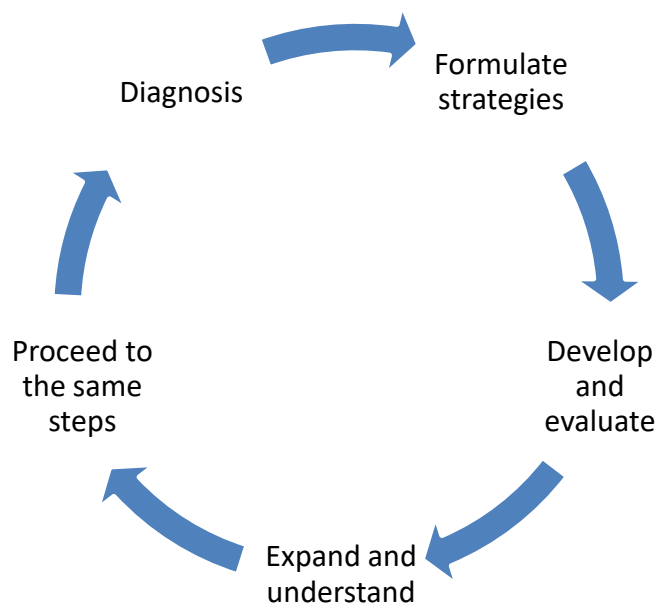 Diagnosis
Formulate
strategies
Develop
and
evaluate
Expand and
understand
Proceed to
the same
steps